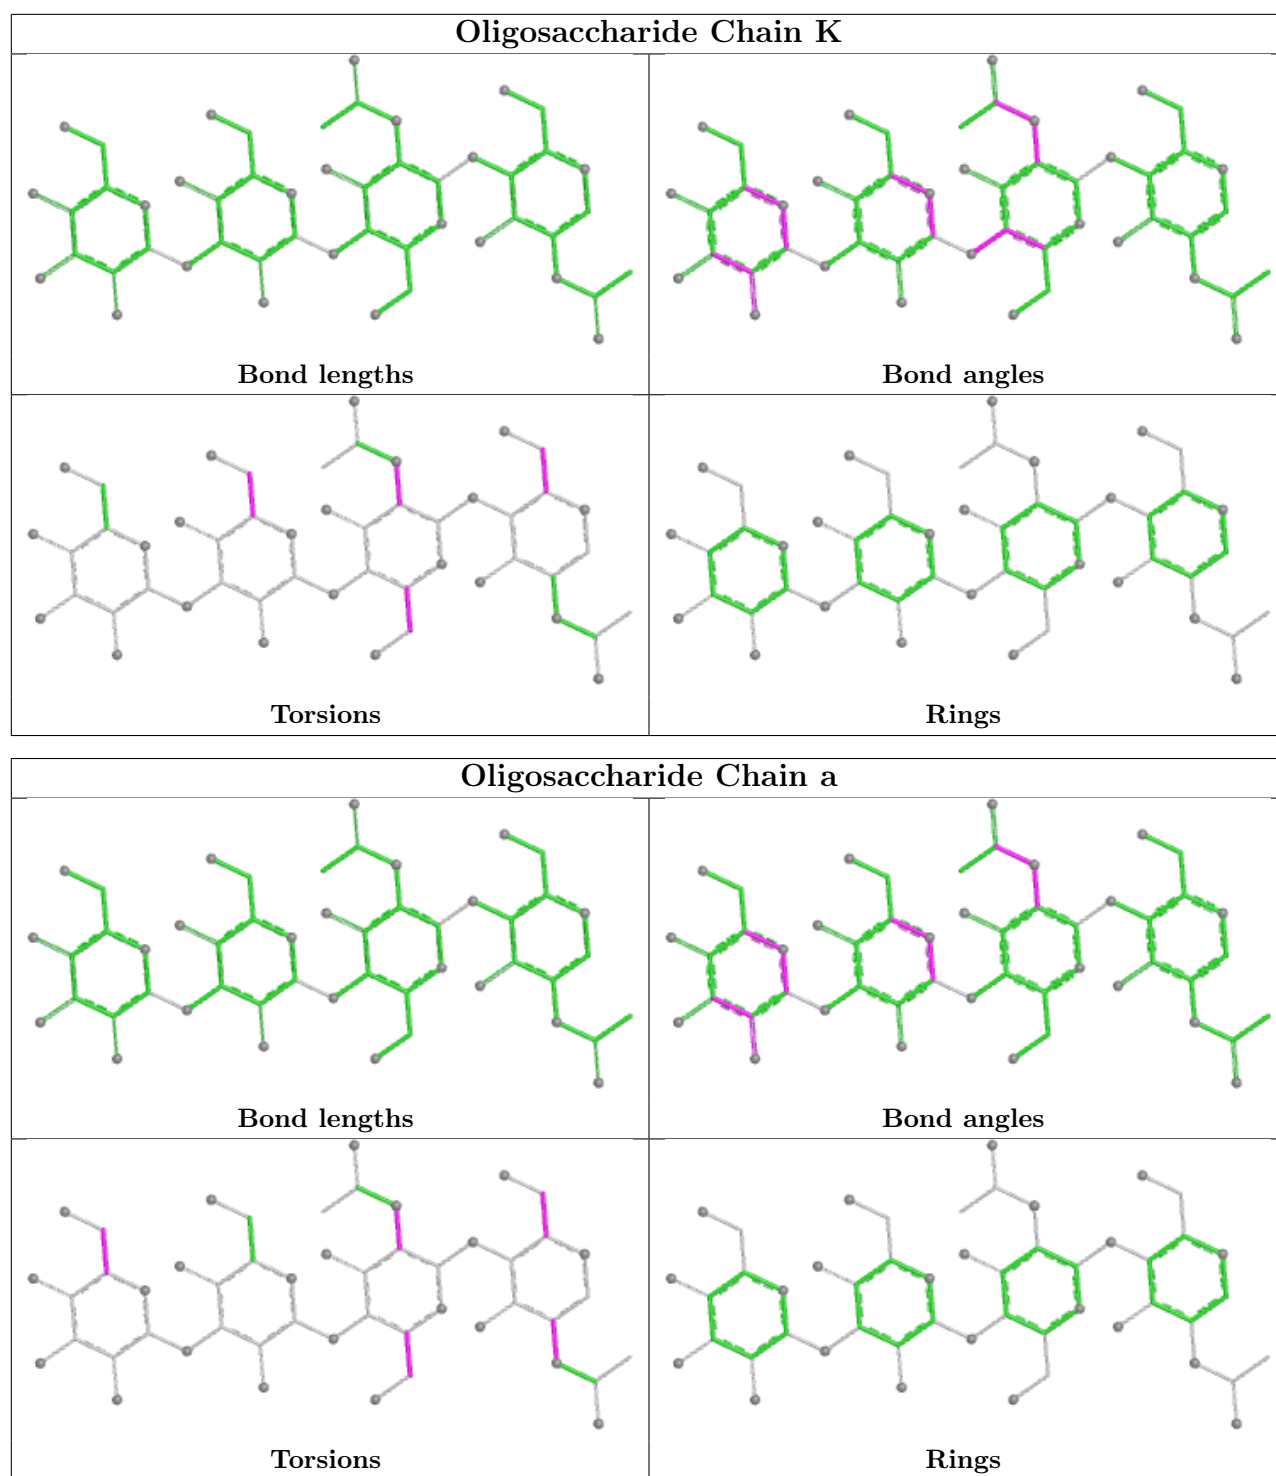 Oligosaccharide Chain K
Bond lengths
Bond angles
Torsions
Rings
Oligosaccharide Chain a
Bond lengths
Bond angles
Torsions
Rings